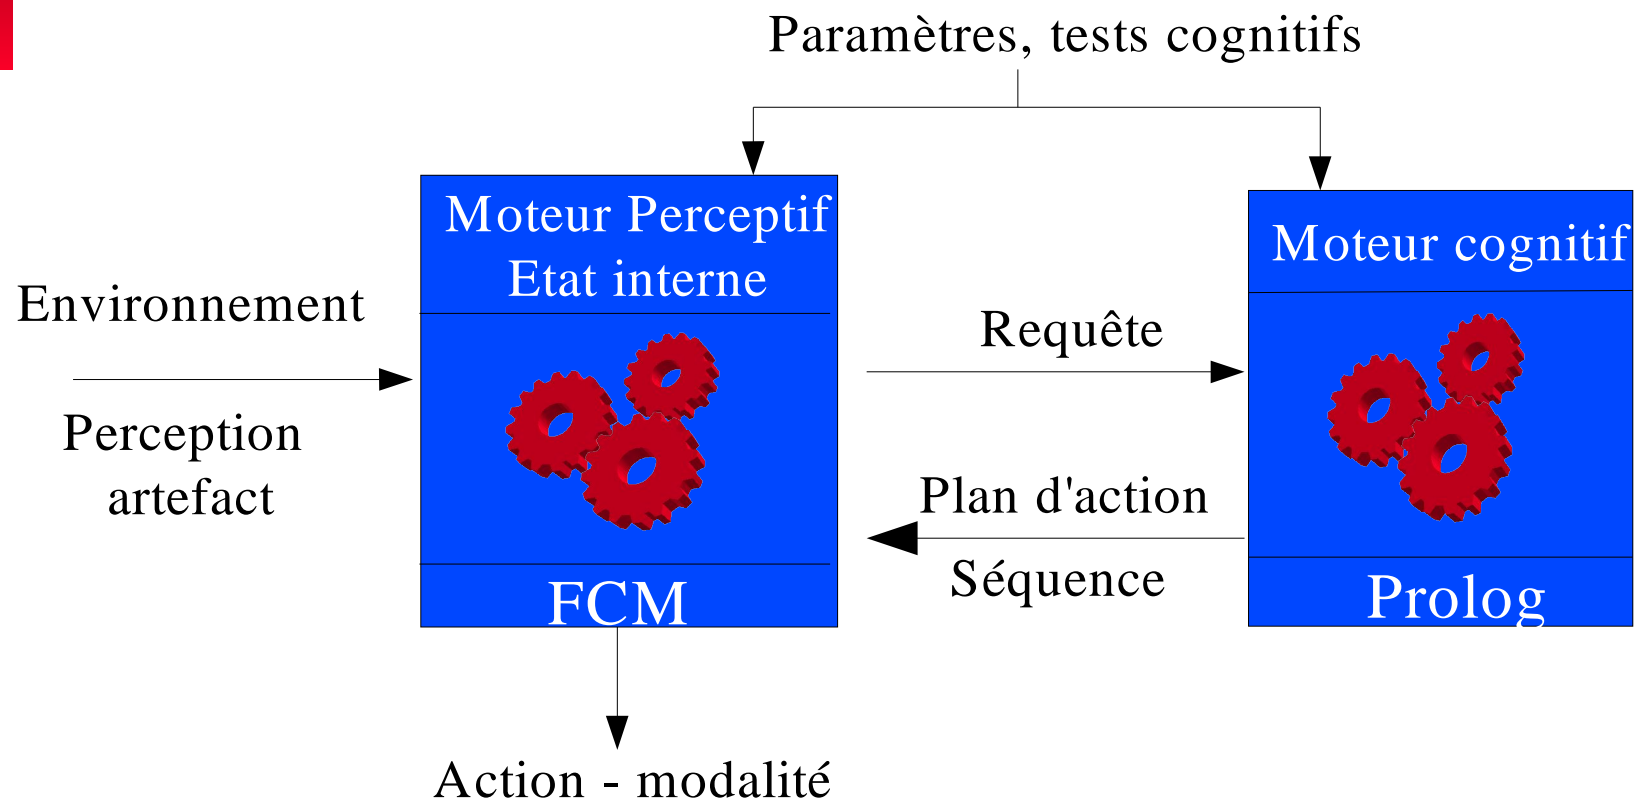 Paramètres, tests cognitifs
Moteur Perceptif
Etat interne
Moteur cognitif
Environnement
Requête
Perception
artefact
Plan d'action
Séquence
FCM
Prolog
Action - modalité